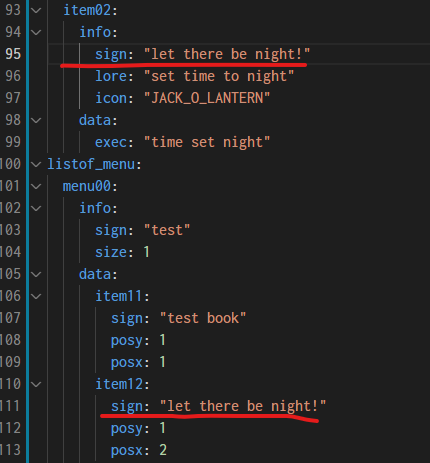 93 item02:
94 info:
95 sign: "let there be night!"
96 lore: "set time to night"
97 icon: "JACK_O_LANTERN"
98 data:
99 exec: "time set night"
100 listof_menu:
101 menu00:
102 info:
103 sign: "test"
104 size: 1
105 data:
106 item11:
107 sign: "test book"
108 posy: 1
109 posx: 1
110 item12:
111 sign: "let there be night!"
112 posy: 1
113 posx: 2